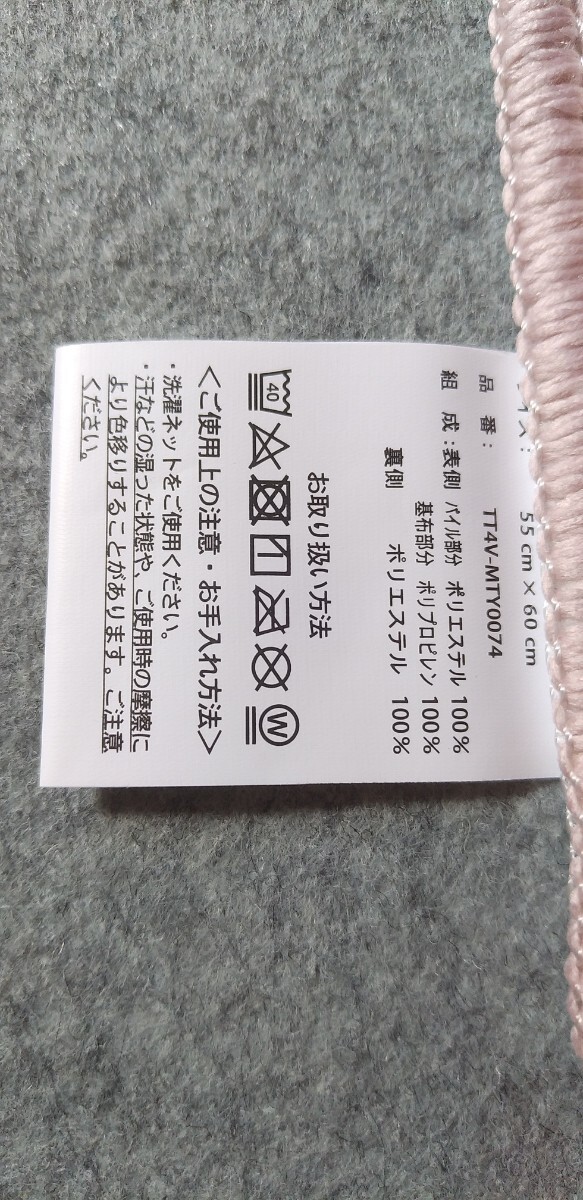 イズ： 55 cm × 60 cm
品　番： TT4V-MTY0074
組　成：表側 パイル部分 ポリエステル 100％
基布部分 ポリプロピレン 100％
裏側 ポリエステル 100％
お取り扱い方法
40 W
＜ご使用上の注意・お手入れ方法＞
・洗濯ネットをご使用ください。
・汗などの湿った状態や、ご使用時の摩擦に
より色移りすることがあります。ご注意
ください。